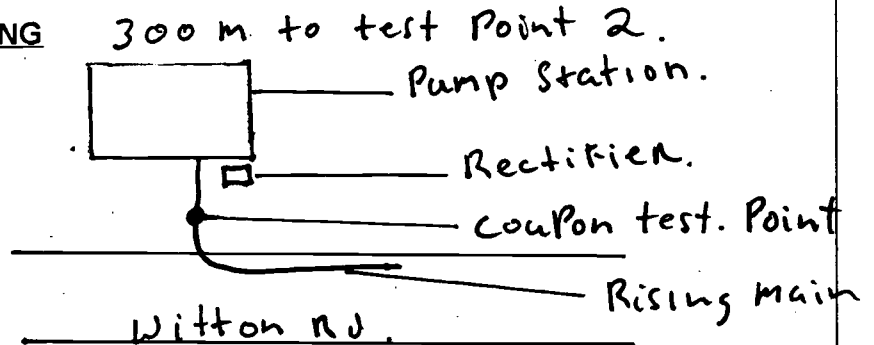 NG 300 m to test Point 2.
Pump Station.
Rectifier.
Coupon test. Point
Rising main
Witton Rd.